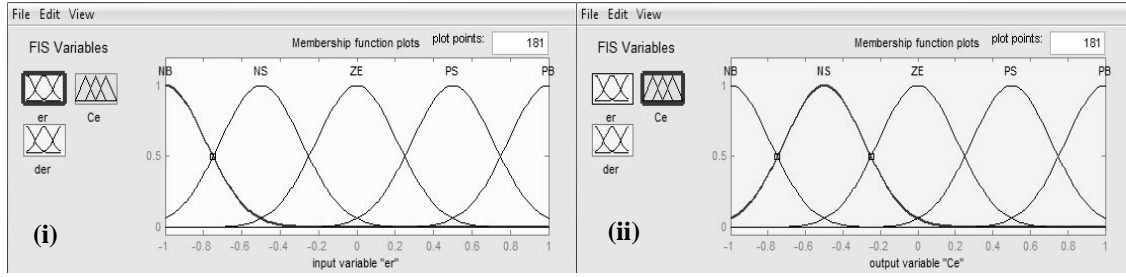 File Edit View
FIS Variables
Membership function plots plot points: 181
NB NS ZE PS PB
er Ce
der
1
0.5
0
-1 -0.8 -0.6 -0.4 -0.2 0 0.2 0.4 0.6 0.8 1
input variable "er"
(i)
File Edit View
FIS Variables
Membership function plots plot points: 181
NB NS ZE PS PB
er Ce
der
1
0.5
0
-1 -0.8 -0.6 -0.4 -0.2 0 0.2 0.4 0.6 0.8 1
output variable "Ce"
(ii)